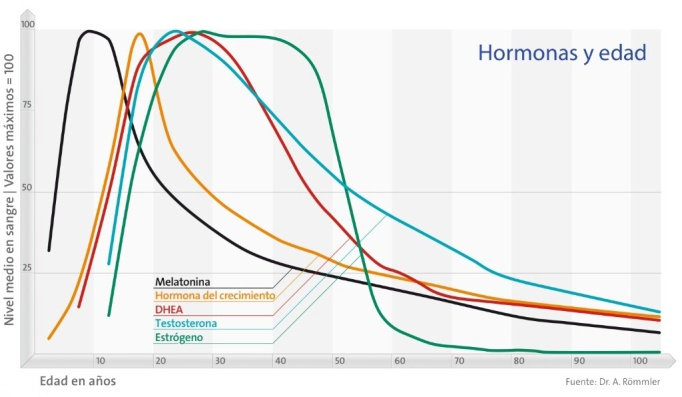 Hormonas y edad
Nivel medio en sangre | Valores máximos = 100
100
75
50
25
Melatonina
Hormona del crecimiento
DHEA
Testosterona
Estrógeno
10 20 30 40 50 60 70 80 90 100
Edad en años
Fuente: Dr. A. Römmler